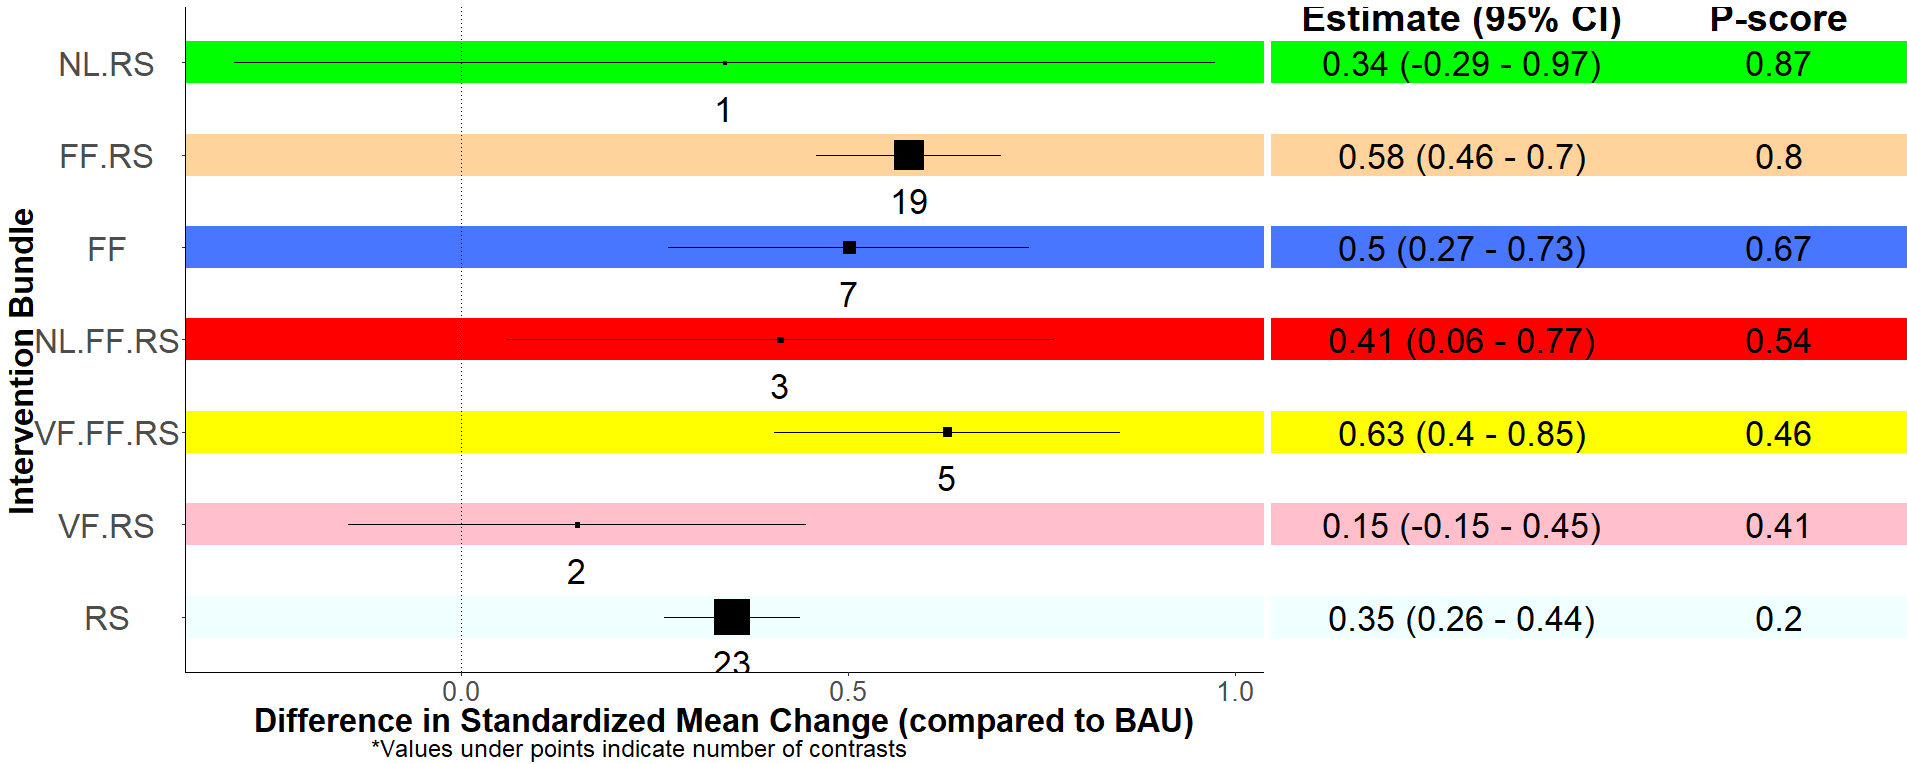 Estimate (95% CI) P-score
NL.RS 0.34 (-0.29 - 0.97) 0.87
1
FF.RS 0.58 (0.46 - 0.7) 0.8
19
FF 0.5 (0.27 - 0.73) 0.67
7
NL.FF.RS 0.41 (0.06 - 0.77) 0.54
3
VF.FF.RS 0.63 (0.4 - 0.85) 0.46
5
VF.RS 0.15 (-0.15 - 0.45) 0.41
2
RS 0.35 (0.26 - 0.44) 0.2
23
Intervention Bundle
0.0 0.5 1.0
Difference in Standardized Mean Change (compared to BAU)
*Values under points indicate number of contrasts